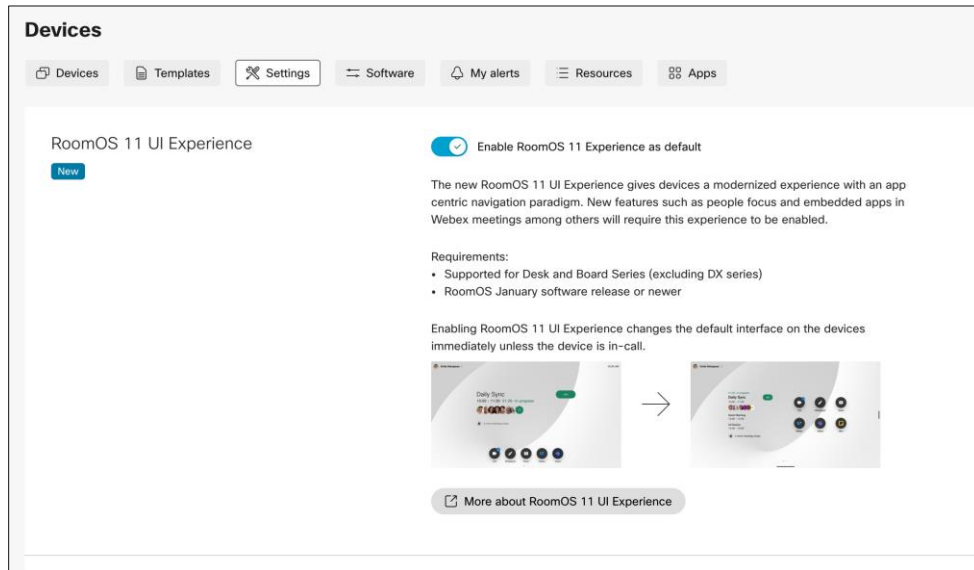 Devices
Devices
Templates
Settings
Software
My alerts
Resources
Apps
RoomOS 11 UI Experience
New
Enable RoomOS 11 Experience as default
The new RoomOS 11 UI Experience gives devices a modernized experience with an app
centric navigation paradigm. New features such as people focus and embedded apps in
Webex meetings among others will require this experience to be enabled.
Requirements:
• Supported for Desk and Board Series (excluding DX series)
• RoomOS January software release or newer
Enabling RoomOS 11 UI Experience changes the default interface on the devices
immediately unless the device is in-call.
Daily Sync
Daily Sync
More about RoomOS 11 UI Experience